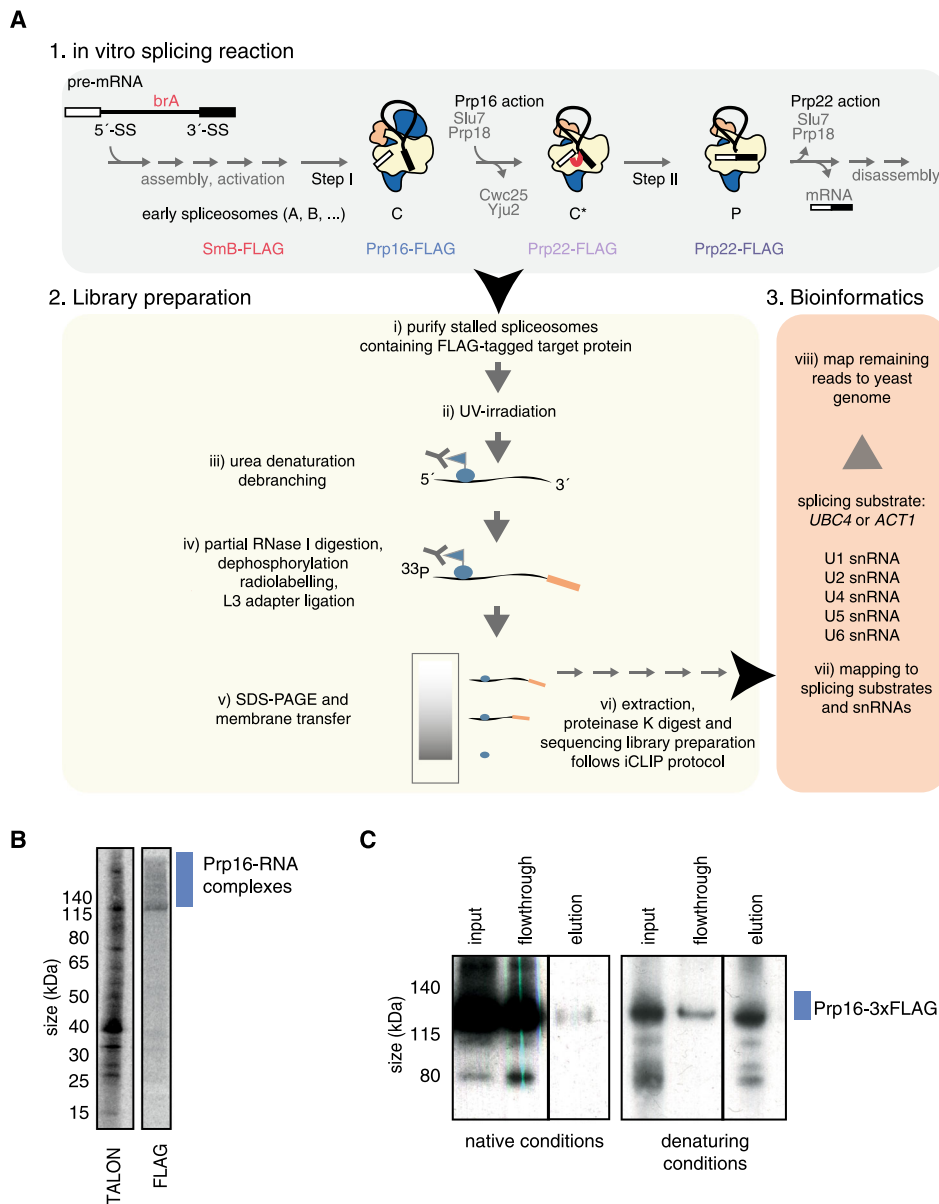 A
1. in vitro splicing reaction
pre-mRNA
brA
5´-SS
3´-SS
assembly, activation
Step I
early spliceosomes (A, B, ...)
C
Prp16 action
Slu7
Prp18
Cwc25
Yju2
C*
Step II
P
Prp22 action
Slu7
Prp18
mRNA
disassembly
SmB-FLAG
Prp16-FLAG
Prp22-FLAG
Prp22-FLAG
2. Library preparation
i) purify stalled spliceosomes
containing FLAG-tagged target protein
ii) UV-irradiation
iii) urea denaturation
debranching
5´
3´
iv) partial RNase I digestion,
dephosphorylation
radiolabelling,
L3 adapter ligation
33P
v) SDS-PAGE and
membrane transfer
vi) extraction,
proteinase K digest and
sequencing library preparation
follows iCLIP protocol
3. Bioinformatics
viii) map remaining
reads to yeast
genome
splicing substrate:
UBC4 or ACT1
U1 snRNA
U2 snRNA
U4 snRNA
U5 snRNA
U6 snRNA
vii) mapping to
splicing substrates
and snRNAs
B
size (kDa)
140
115
80
65
50
40
30
25
15
TALON
FLAG
Prp16-RNA
complexes
C
input
flowthrough
elution
input
flowthrough
elution
size (kDa)
140
115
80
Prp16-3xFLAG
native conditions
denaturing
conditions